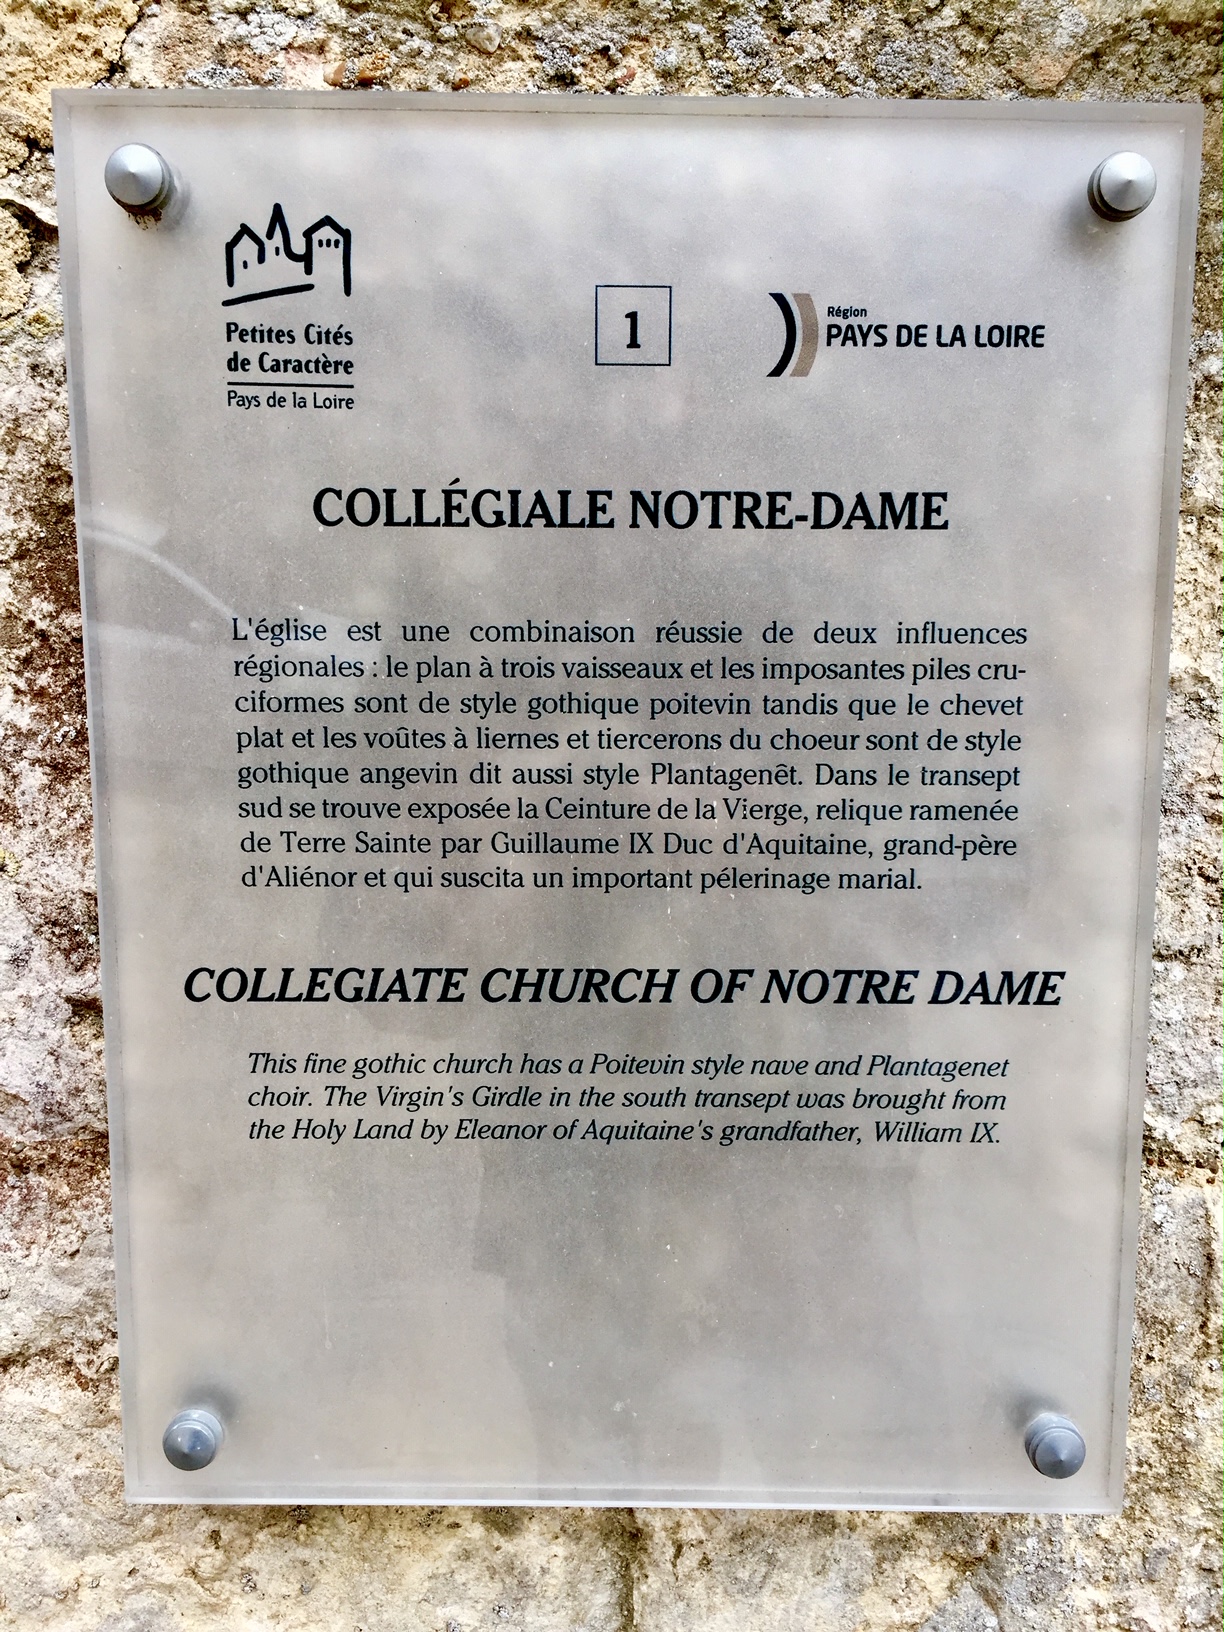 Petites Cités
de Caractère
Pays de la Loire
1
Région
PAYS DE LA LOIRE
COLLÉGIALE NOTRE-DAME
L'église est une combinaison réussie de deux influences
régionales : le plan à trois vaisseaux et les imposantes piles cru-
ciformes sont de style gothique poitevin tandis que le chevet
plat et les voûtes à liernes et tiercerons du choeur sont de style
gothique angevin dit aussi style Plantagenêt. Dans le transept
sud se trouve exposée la Ceinture de la Vierge, relique ramenée
de Terre Sainte par Guillaume IX Duc d'Aquitaine, grand-père
d'Aliénor et qui suscita un important pélerinage marial.
COLLEGIATE CHURCH OF NOTRE DAME
This fine gothic church has a Poitevin style nave and Plantagenet
choir. The Virgin's Girdle in the south transept was brought from
the Holy Land by Eleanor of Aquitaine's grandfather, William IX.